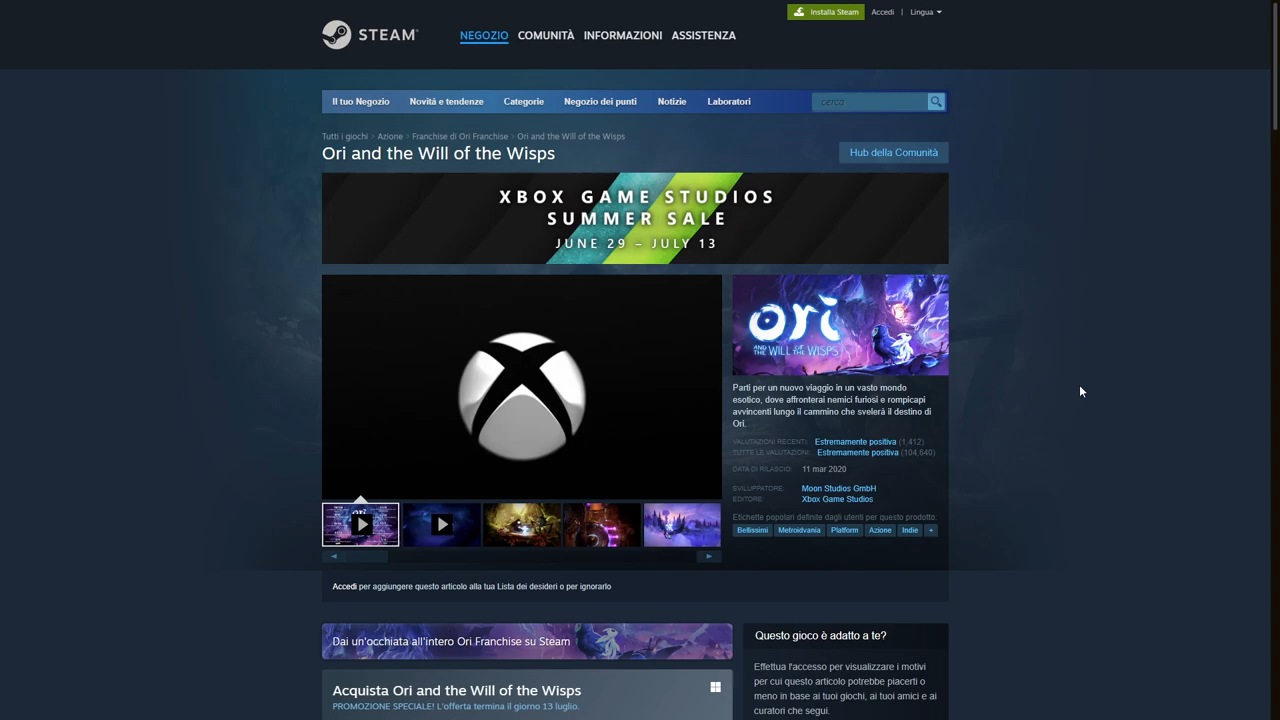 Installa Steam
Accedi | Lingua
STEAM
NEGOZIO COMUNITÀ INFORMAZIONI ASSISTENZA
Il tuo Negozio Novità e tendenze Categorie Negozio dei punti Notizie Laboratori
cerca
Tutti i giochi > Azione > Franchise di Ori Franchise > Ori and the Will of the Wisps
Ori and the Will of the Wisps
Hub della Comunità
XBOX GAME STUDIOS
SUMMER SALE
JUNE 29 – JULY 13
ori
AND THE WILL OF THE WISPS
Parti per un nuovo viaggio in un vasto mondo
esotico, dove affronterai nemici furiosi e rompicapi
avvincenti lungo il cammino che svelerà il destino di
Ori.
VALUTAZIONI RECENTI: Estremamente positiva (1,412)
TUTTE LE VALUTAZIONI: Estremamente positiva (104,640)
DATA DI RILASCIO: 11 mar 2020
SVILUPPATORE: Moon Studios GmbH
EDITORE: Xbox Game Studios
Etichette popolari definite dagli utenti per questo prodotto:
Bellissimi Metroidvania Platform Azione Indie +
Accedi per aggiungere questo articolo alla tua Lista dei desideri o per ignorarlo
Dai un'occhiata all'intero Ori Franchise su Steam
Acquista Ori and the Will of the Wisps
PROMOZIONE SPECIALE! L'offerta termina il giorno 13 luglio.
Questo gioco è adatto a te?
Effettua l'accesso per visualizzare i motivi
per cui questo articolo potrebbe piacerti o
meno in base ai tuoi giochi, ai tuoi amici e ai
curatori che segui.